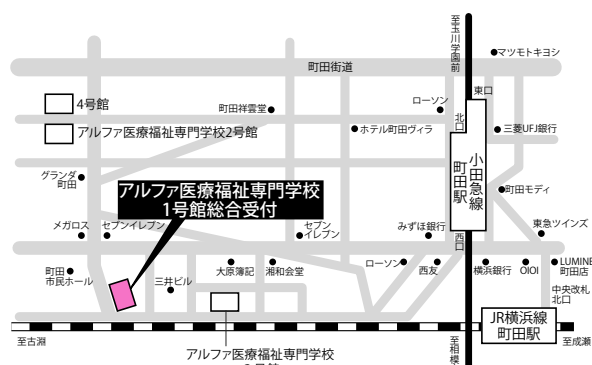 至玉川学園前
マツモトキヨシ
町田街道
4号館
アルファ医療福祉専門学校2号館
町田祥雲堂
ローソン
東口
北口
ホテル町田ヴィラ
三菱UFJ銀行
小田急線
町田駅
グランダ
町田
アルファ医療福祉専門学校
1号館総合受付
町田モディ
メガロス
セブンイレブン
セブン
イレブン
みずほ銀行
西口
東急ツインズ
町田
市民ホール
三井ビル
大原簿記
湘和会堂
ローソン
西友
横浜銀行
OIOI
LUMINE
町田店
中央改札
北口
JR横浜線
町田駅
至古淵
至成瀬
至相模
アルファ医療福祉専門学校